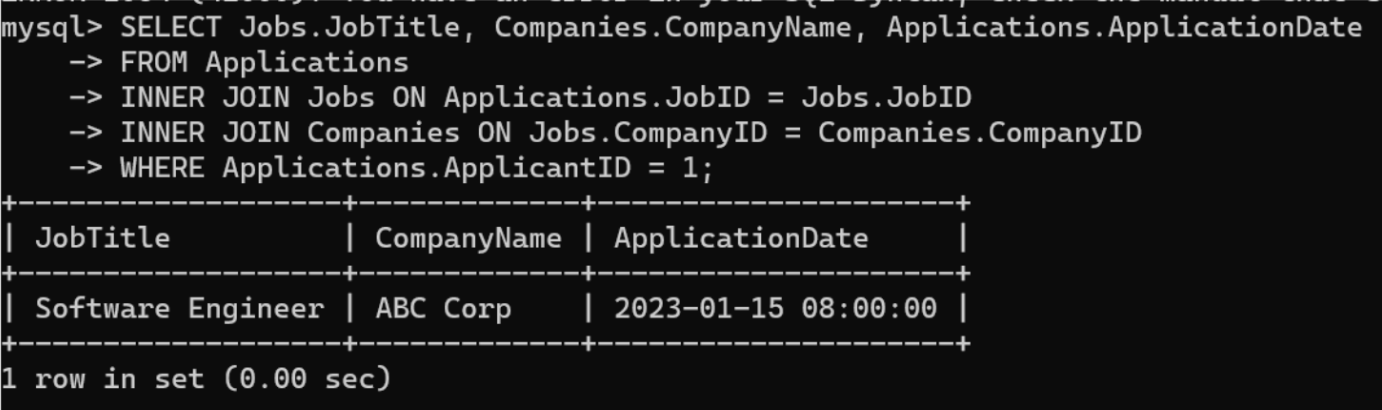 mysql> SELECT Jobs.JobTitle, Companies.CompanyName, Applications.ApplicationDate
    -> FROM Applications
    -> INNER JOIN Jobs ON Applications.JobID = Jobs.JobID
    -> INNER JOIN Companies ON Jobs.CompanyID = Companies.CompanyID
    -> WHERE Applications.ApplicantID = 1;
+-------------------+-------------+---------------------+
| JobTitle          | CompanyName | ApplicationDate     |
+-------------------+-------------+---------------------+
| Software Engineer | ABC Corp    | 2023-01-15 08:00:00 |
+-------------------+-------------+---------------------+
1 row in set (0.00 sec)